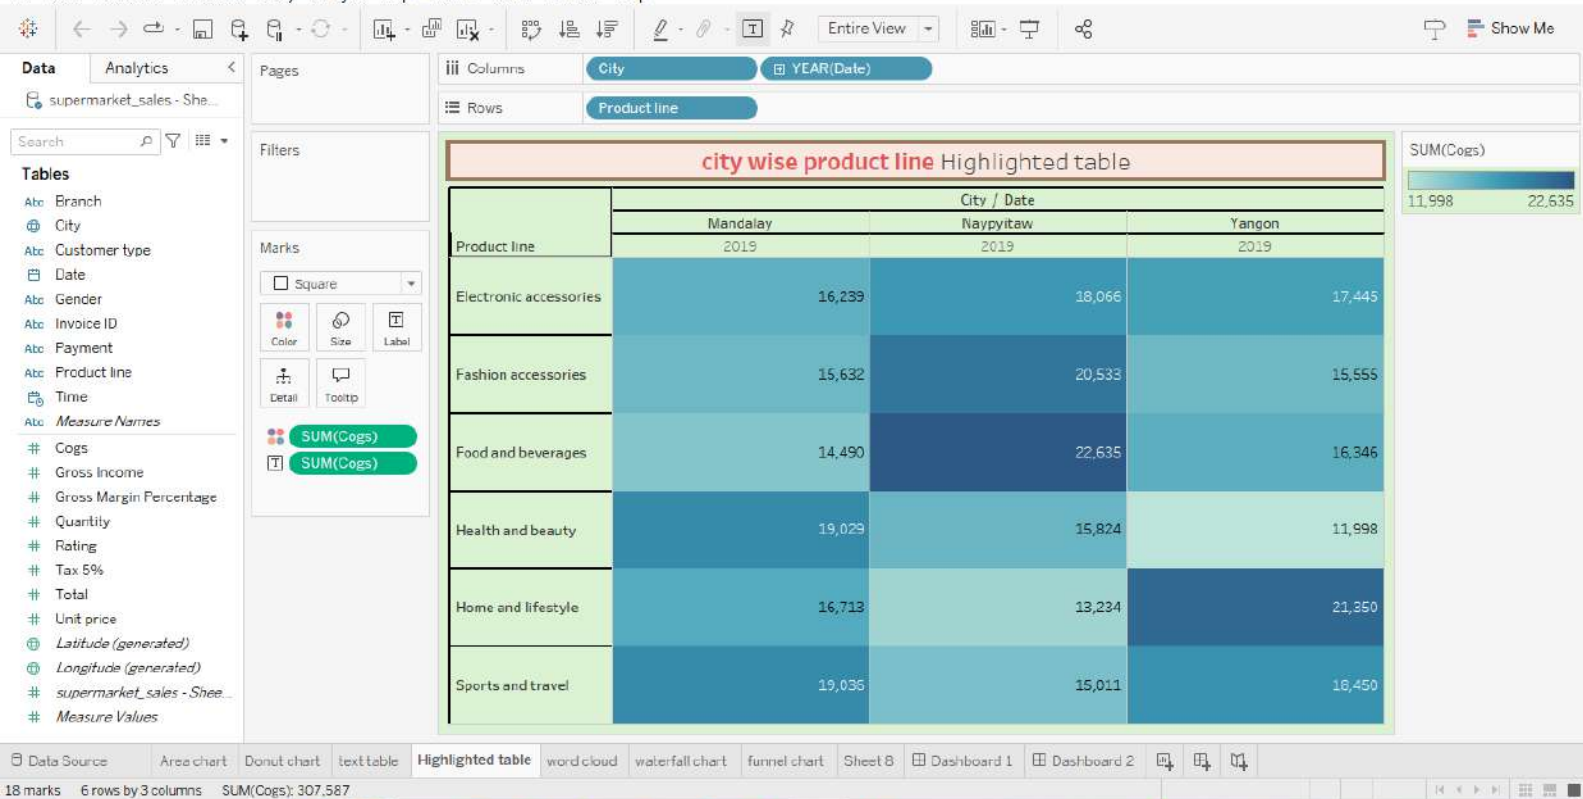 Entire View
Show Me
Data
Analytics
supermarket_sales - She...
Search
Tables
Abc Branch
City
Abc Customer type
Date
Abc Gender
Abc Invoice ID
Abc Payment
Abc Product line
Time
Abc Measure Names
# Cogs
# Gross Income
# Gross Margin Percentage
# Quantity
# Rating
# Tax 5%
# Total
# Unit price
Latitude (generated)
Longitude (generated)
# supermarket_sales - Shee...
# Measure Values
Pages
Filters
Marks
Square
Color Size Label
Detail Tooltip
SUM(Cogs)
SUM(Cogs)
Columns City YEAR(Date)
Rows Product line
city wise product line Highlighted table
City / Date
Mandalay Naypyitaw Yangon
Product line 2019 2019 2019
Electronic accessories 16,239 18,066 17,445
Fashion accessories 15,632 20,533 15,555
Food and beverages 14,490 22,635 16,346
Health and beauty 19,029 15,824 11,998
Home and lifestyle 16,713 13,234 21,350
Sports and travel 19,036 15,011 18,450
SUM(Cogs)
11,998 22,635
Data Source Area chart Donut chart text table Highlighted table word cloud waterfall chart funnel chart Sheet 8 Dashboard 1 Dashboard 2
18 marks 6 rows by 3 columns SUM(Cogs): 307,587